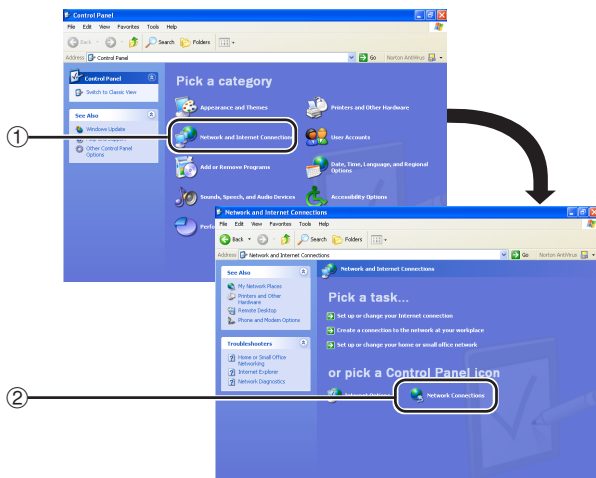 Control Panel
File Edit View Favorites Tools Help
Back Search Folders
Address Control Panel Go Norton AntiVirus
Control Panel
Switch to Classic View
See Also
Windows Update
Help and Support
Other Control Panel
Options
Pick a category
Appearance and Themes
Printers and Other Hardware
Network and Internet Connections
User Accounts
Add or Remove Programs
Date, Time, Language, and Regional
Options
Sounds, Speech, and Audio Devices
Accessibility Options
Perfo
①
Network and Internet Connections
File Edit View Favorites Tools Help
Back Search Folders
Address Network and Internet Connections Go Norton AntiVirus
See Also
My Network Places
Printers and Other
Hardware
Remote Desktop
Phone and Modem Options
Troubleshooters
Home or Small Office
Networking
Internet Explorer
Network Diagnostics
Network and Internet Connections
Pick a task...
Set up or change your Internet connection
Create a connection to the network at your workplace
Set up or change your home or small office network
or pick a Control Panel icon
Internet Options
Network Connections
②